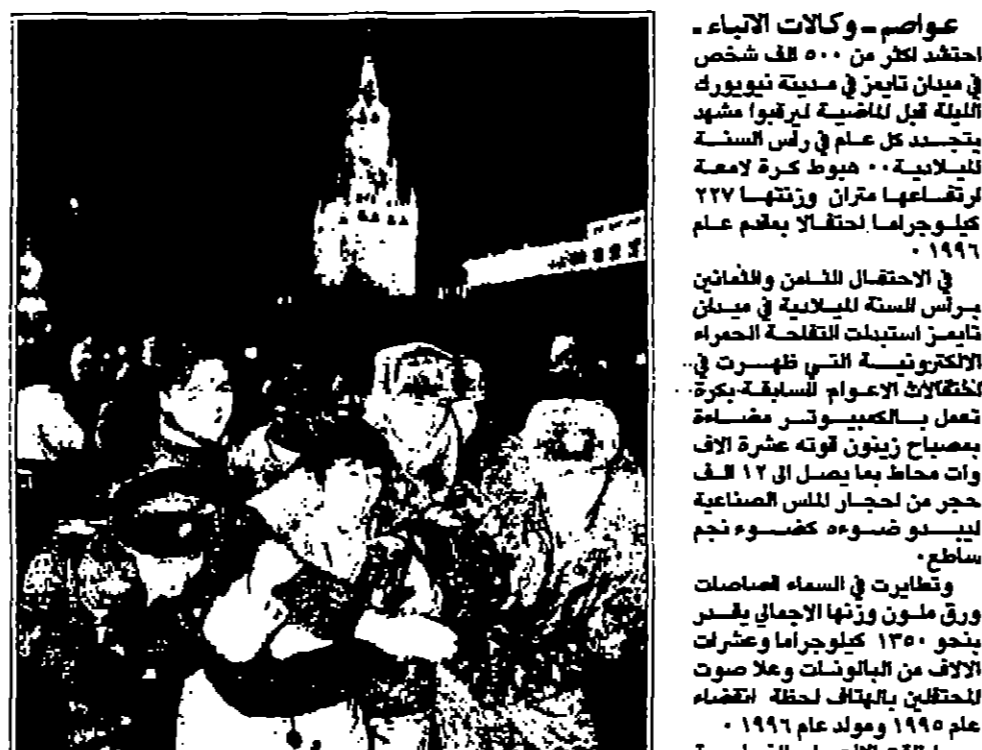 عواصم ـ وكالات الانباء ـ
احتشد اكثر من ٥٠٠ الف شخص
في ميدان تايمز في مدينة نيويورك
الليلة قبل الماضية ليرقبوا مشهد
يتجدد كل عام في رأس السنة
الميلادية ٠٠ هبوط كرة لامعة
ارتفاعها متران وزنتها ٢٢٧
كيلوجراما احتفالا بمقدم عام
١٩٩٦ ٠
في الاحتفال الثامن والثمانين
برأس السنة الميلادية في ميدان
تايمز استبدلت التفاحة الحمراء
الالكترونية التي ظهرت في
احتفالات الاعوام السابقة بكرة
تعمل بالكمبيوتر مضاءة
بمصباح زينون قوته عشرة الاف
وات محاط بما يصل الى ١٢ الف
حجر من احجار الماس الصناعية
ليبدو ضوءه كضوء نجم
ساطع ٠
وتطايرت في السماء قصاصات
ورق ملون وزنها الاجمالي يقدر
بنحو ١٣٥٠ كيلوجراما وعشرات
الالاف من البالونات وعلا صوت
المحتفلين بالهتاف لحظة انقضاء
عام ١٩٩٥ ومولد عام ١٩٩٦ ٠